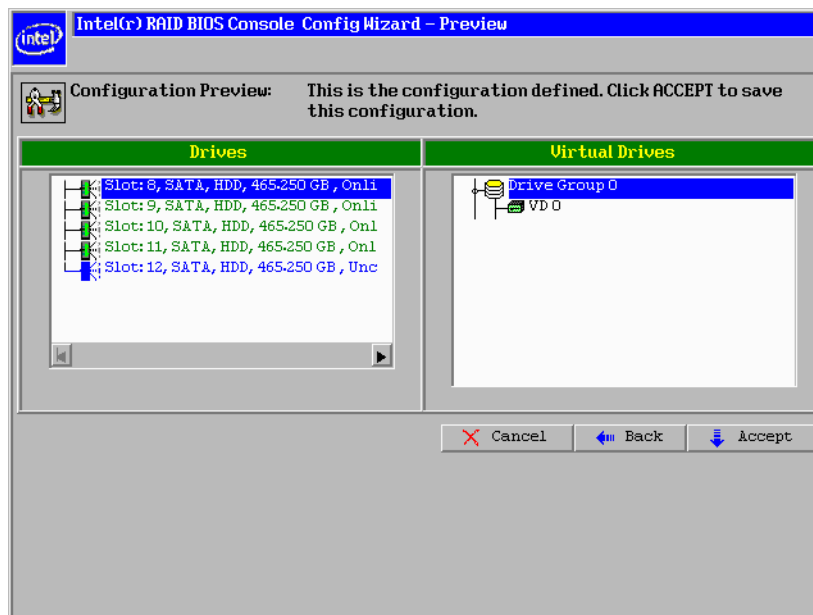 intel
Intel(r) RAID BIOS Console Config Wizard - Preview
Configuration Preview:
This is the configuration defined. Click ACCEPT to save
this configuration.
Drives
Slot: 8, SATA, HDD, 465.250 GB, Onli
Slot: 9, SATA, HDD, 465.250 GB, Onli
Slot: 10, SATA, HDD, 465.250 GB, Onl
Slot: 11, SATA, HDD, 465.250 GB, Onl
Slot: 12, SATA, HDD, 465.250 GB, Unc
Virtual Drives
Drive Group 0
VD 0
Cancel
Back
Accept